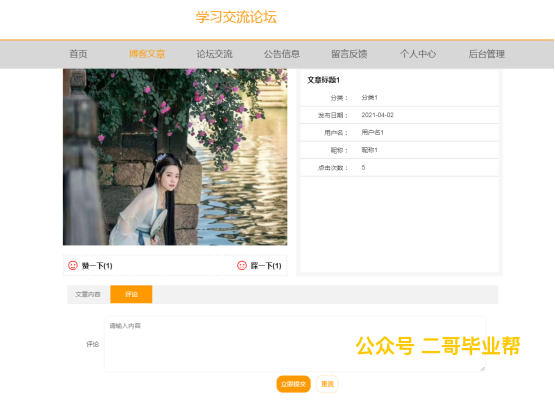 学习交流论坛
首页 博客文章 论坛交流 公告信息 留言反馈 个人中心 后台管理
文章标题1
分类： 分类1
发布日期： 2021-04-02
用户名： 用户名1
昵称： 昵称1
点击次数： 5
赞一下(1) 踩一下(1)
文章内容 评论
请输入内容
评论
公众号 二哥毕业帮
立即提交 重置